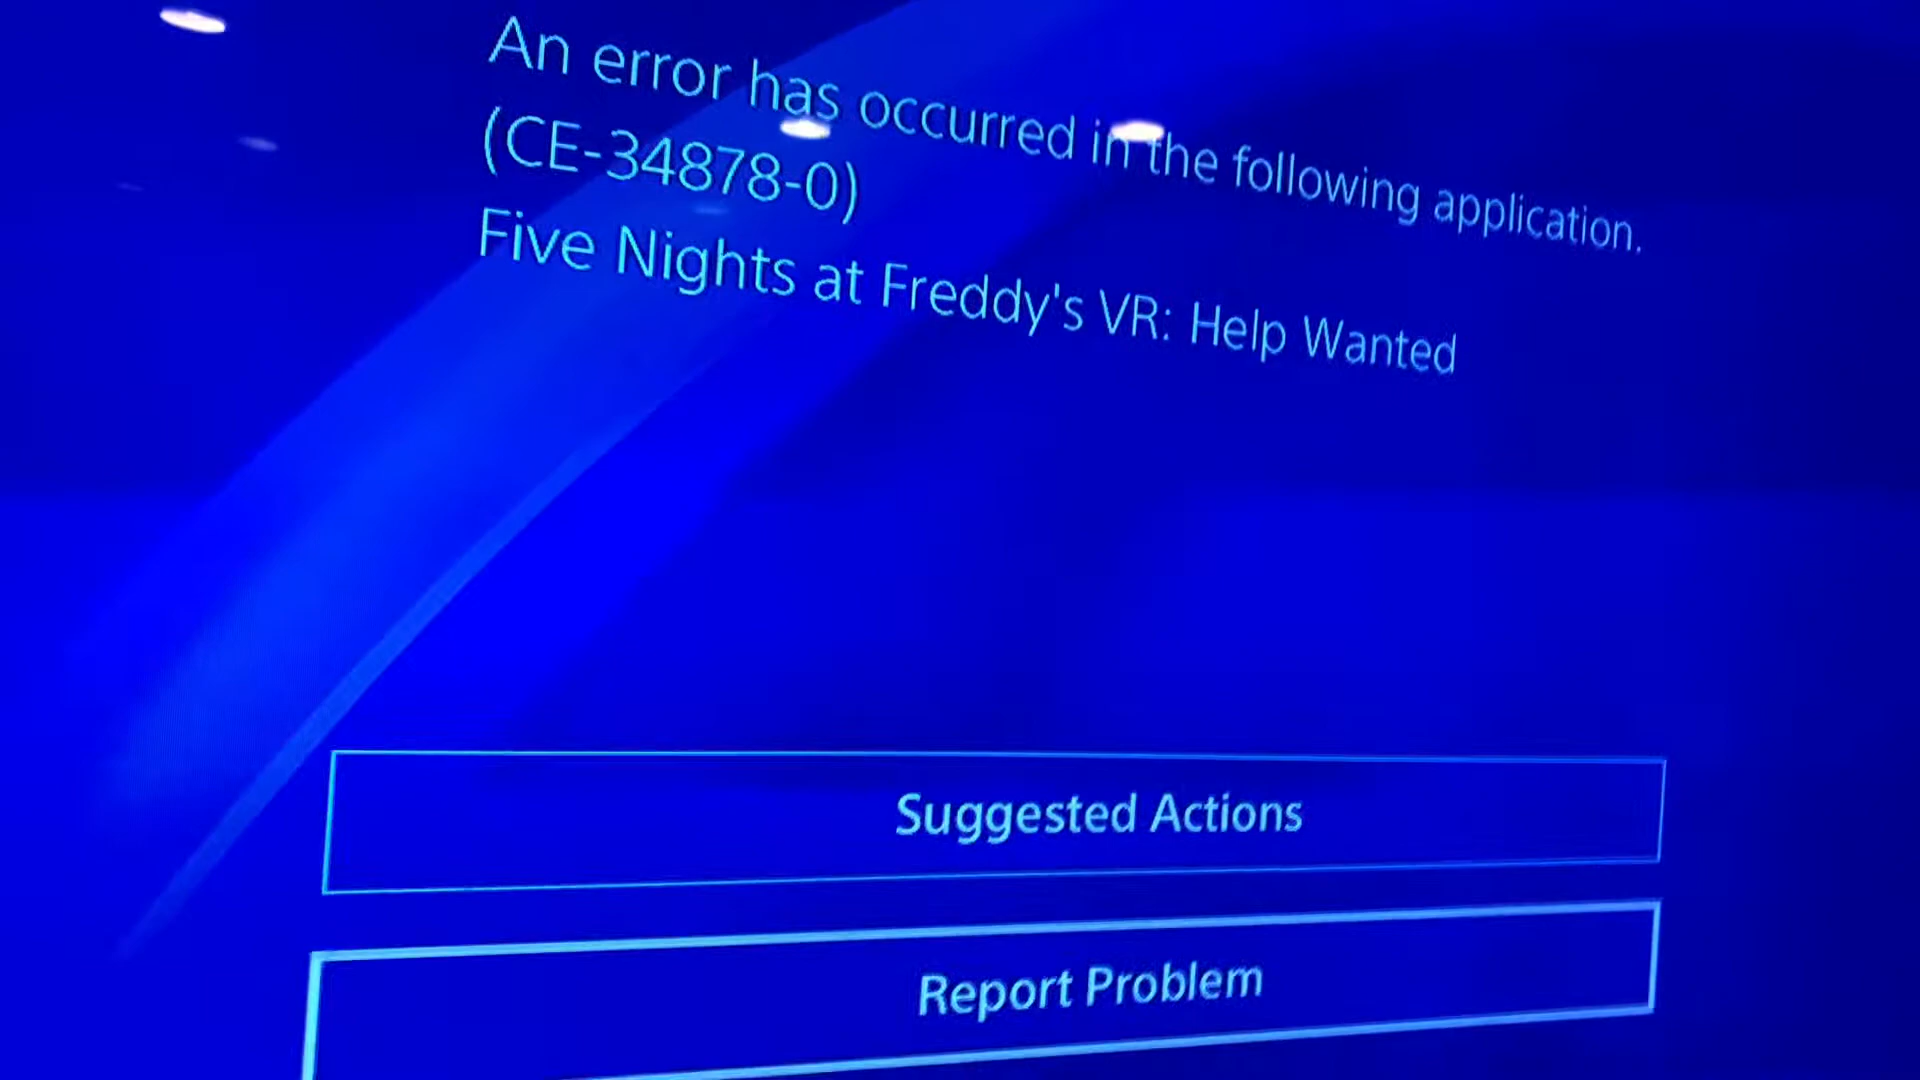 An error has occurred in the following application.
(CE-34878-0)
Five Nights at Freddy's VR: Help Wanted
Suggested Actions
Report Problem